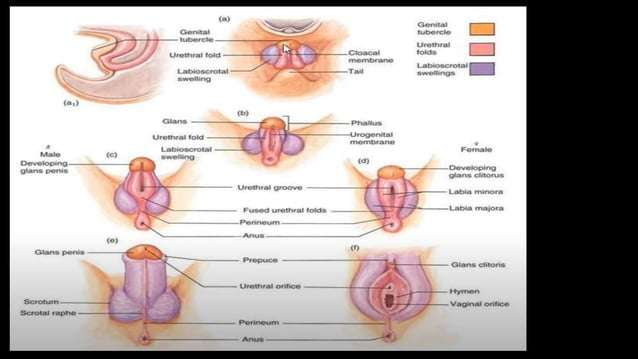 (a)
Genital
tubercle
Urethral fold
Labioscrotal
swelling
Cloacal
membrane
Tail
Genital
tubercle
Urethral
folds
Labioscrotal
swellings
(a₁)
(b)
Glans
Urethral fold
Labioscrotal
swelling
Phallus
Urogenital
membrane
♂
Male
Developing
glans penis
(c)
(d)
♀
Female
Developing
glans clitorus
Urethral groove
Labia minora
Fused urethral folds
Labia majora
Perineum
Anus
(e)
(f)
Glans penis
Prepuce
Glans clitoris
Urethral orifice
Hymen
Vaginal orifice
Scrotum
Scrotal raphe
Perineum
Anus